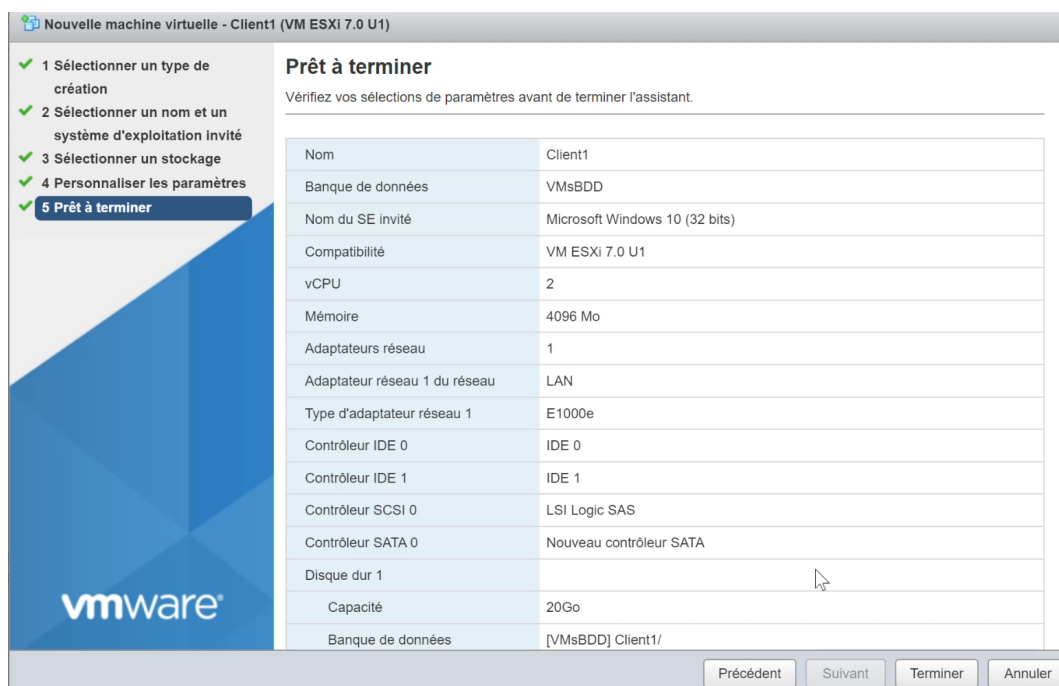 Nouvelle machine virtuelle - Client1 (VM ESXi 7.0 U1)
1 Sélectionner un type de
création
2 Sélectionner un nom et un
système d'exploitation invité
3 Sélectionner un stockage
4 Personnaliser les paramètres
5 Prêt à terminer
vmware®
Prêt à terminer
Vérifiez vos sélections de paramètres avant de terminer l'assistant.
Nom Client1
Banque de données VMsBDD
Nom du SE invité Microsoft Windows 10 (32 bits)
Compatibilité VM ESXi 7.0 U1
vCPU 2
Mémoire 4096 Mo
Adaptateurs réseau 1
Adaptateur réseau 1 du réseau LAN
Type d'adaptateur réseau 1 E1000e
Contrôleur IDE 0 IDE 0
Contrôleur IDE 1 IDE 1
Contrôleur SCSI 0 LSI Logic SAS
Contrôleur SATA 0 Nouveau contrôleur SATA
Disque dur 1
Capacité 20Go
Banque de données [VMsBDD] Client1/
Précédent Suivant Terminer Annuler